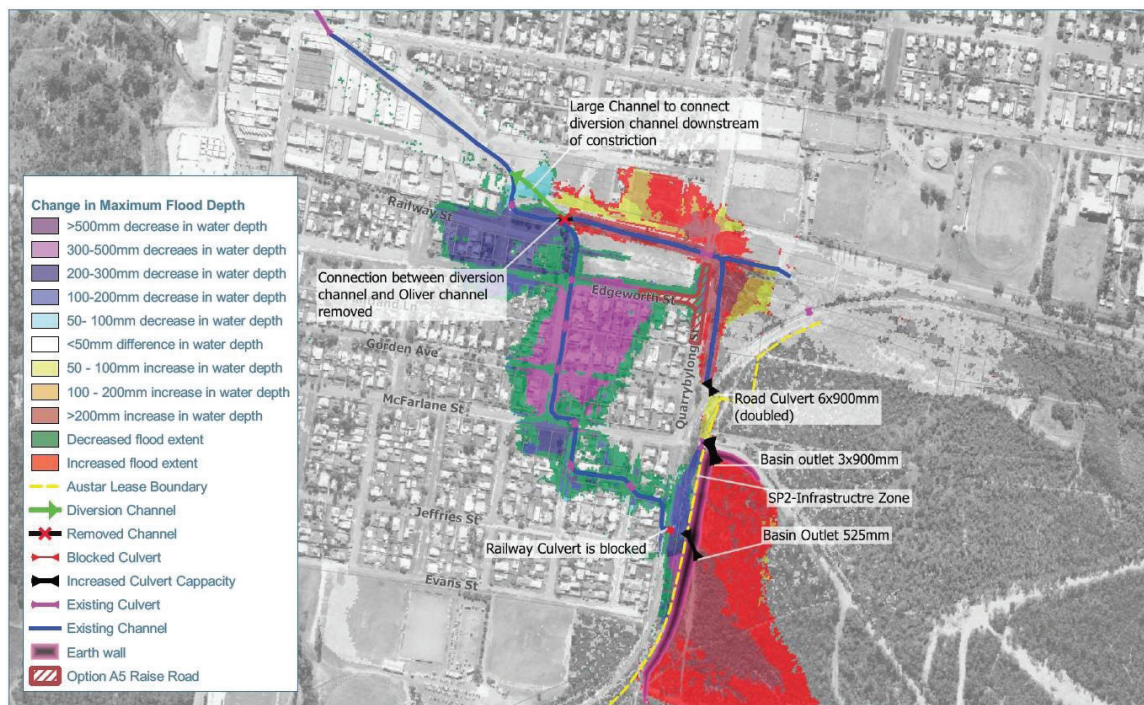 Large Channel to connect
diversion channel downstream
of constriction
Change in Maximum Flood Depth
>500mm decrease in water depth
300-500mm decreaes in water depth
200-300mm decrease in water depth
100-200mm decrease in water depth
50- 100mm decrease in water depth
<50mm difference in water depth
50 - 100mm increase in water depth
100 - 200mm increase in water depth
>200mm increase in water depth
Decreased flood extent
Increased flood extent
Austar Lease Boundary
Diversion Channel
Removed Channel
Blocked Culvert
Increased Culvert Cappacity
Existing Culvert
Existing Channel
Earth wall
Option A5 Raise Road
Railway St
Connection between diversion
channel and Oliver channel
removed
Edgeworth St
Gordon Ave
Quarrybylong St
McFarlane St
Road Culvert 6x900mm
(doubled)
Basin outlet 3x900mm
SP2-Infrastructre Zone
Jeffries St
Basin Outlet 525mm
Railway Culvert is blocked
Evans St